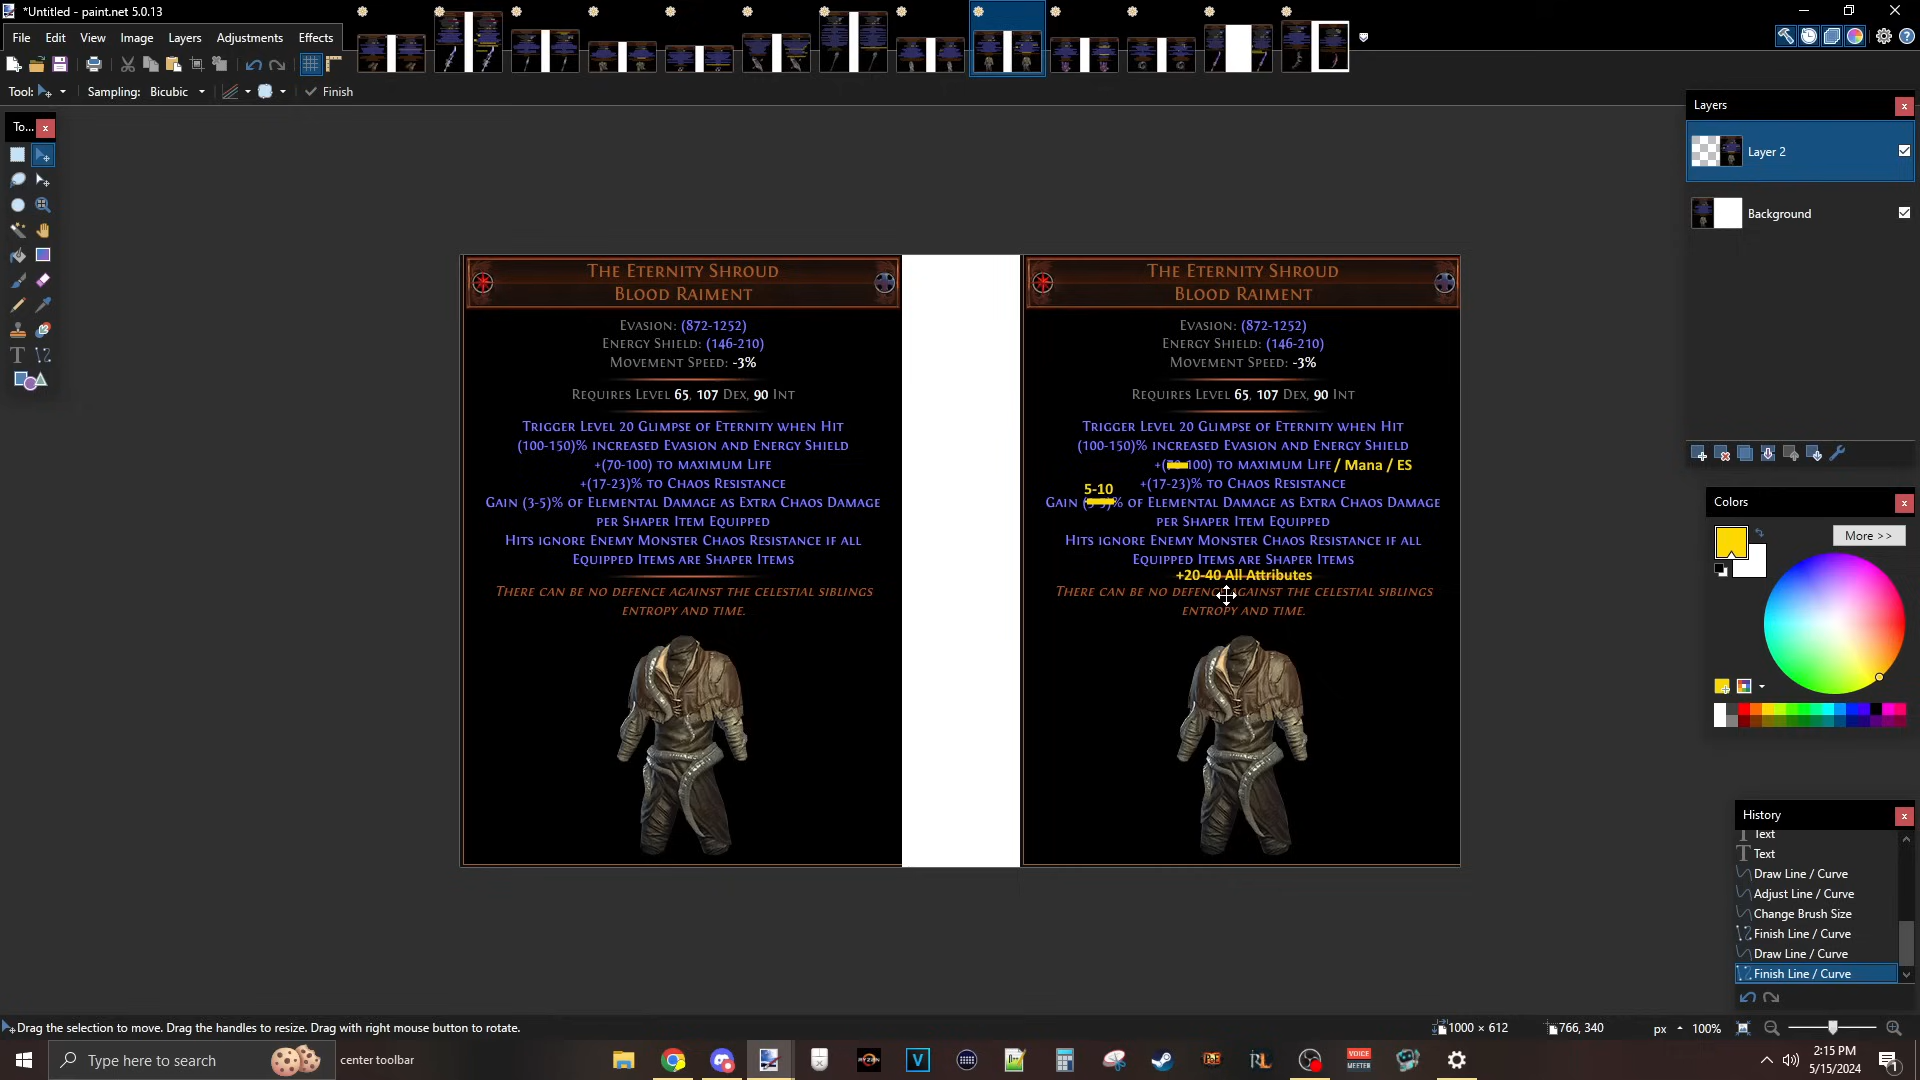 *Untitled - paint.net 5.0.13
File Edit View Image Layers Adjustments Effects
Tool: Sampling: Bicubic Finish
To...
The Eternity Shroud
Blood Raiment
Evasion: (872-1252)
Energy Shield: (146-210)
Movement Speed: -3%
Requires Level 65, 107 Dex, 90 Int
Trigger Level 20 Glimpse of Eternity when Hit
(100-150)% increased Evasion and Energy Shield
+(70-100) to maximum Life
+(17-23)% to Chaos Resistance
Gain (3-5)% of Elemental Damage as Extra Chaos Damage
per Shaper Item Equipped
Hits ignore Enemy Monster Chaos Resistance if all
Equipped Items are Shaper Items
There can be no defence against the celestial siblings
entropy and time.
The Eternity Shroud
Blood Raiment
Evasion: (872-1252)
Energy Shield: (146-210)
Movement Speed: -3%
Requires Level 65, 107 Dex, 90 Int
Trigger Level 20 Glimpse of Eternity when Hit
(100-150)% increased Evasion and Energy Shield
+(70-100) to maximum Life / Mana / ES
+(17-23)% to Chaos Resistance
5-10
Gain (3-5)% of Elemental Damage as Extra Chaos Damage
per Shaper Item Equipped
Hits ignore Enemy Monster Chaos Resistance if all
Equipped Items are Shaper Items
+20-40 All Attributes
There can be no defence against the celestial siblings
entropy and time.
Layers
Layer 2
Background
Colors
More >>
History
Text
Text
Draw Line / Curve
Adjust Line / Curve
Change Brush Size
Finish Line / Curve
Draw Line / Curve
Finish Line / Curve
Drag the selection to move. Drag the handles to resize. Drag with right mouse button to rotate.
1000 × 612 766, 340 px 100%
Type here to search
center toolbar
2:15 PM
5/15/2024